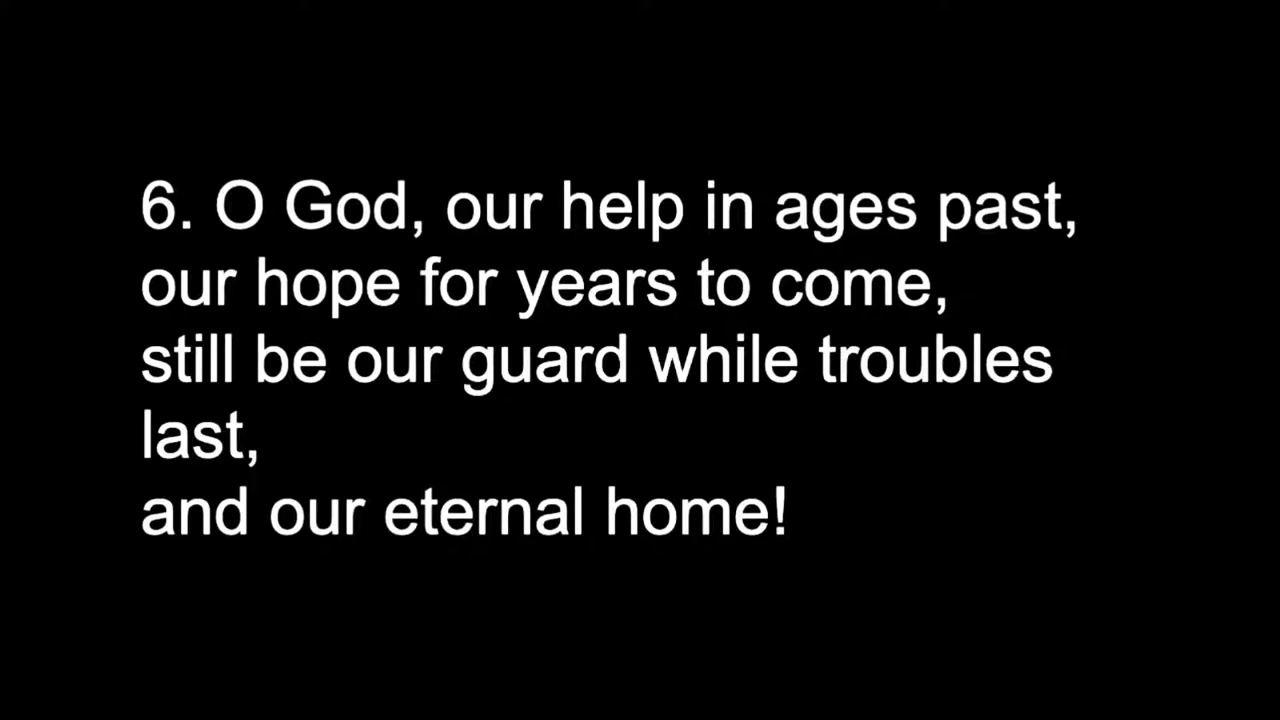 6. O God, our help in ages past,
our hope for years to come,
still be our guard while troubles
last,
and our eternal home!